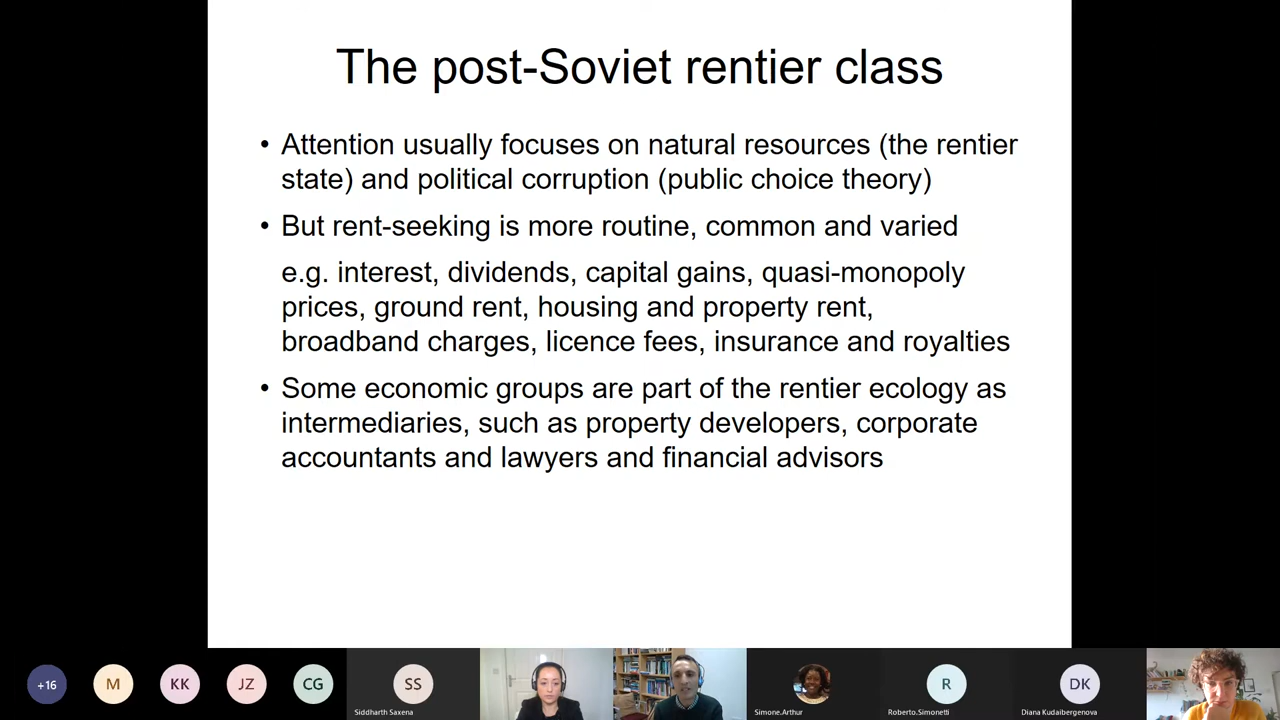 The post-Soviet rentier class
• Attention usually focuses on natural resources (the rentier
state) and political corruption (public choice theory)
• But rent-seeking is more routine, common and varied
e.g. interest, dividends, capital gains, quasi-monopoly
prices, ground rent, housing and property rent,
broadband charges, licence fees, insurance and royalties
• Some economic groups are part of the rentier ecology as
intermediaries, such as property developers, corporate
accountants and lawyers and financial advisors
+16 M KK JZ CG SS R DK
Siddharth Saxena Simone.Arthur Roberto.Simonetti Diana Kudaibergenova